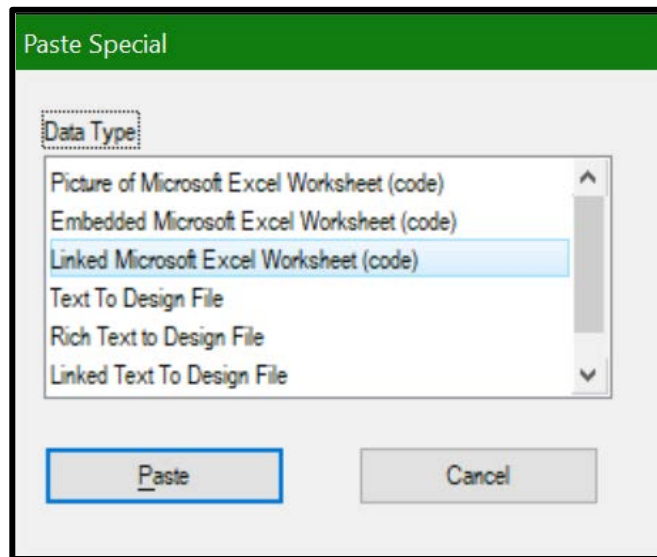 Paste Special
Data Type
Picture of Microsoft Excel Worksheet (code)
Embedded Microsoft Excel Worksheet (code)
Linked Microsoft Excel Worksheet (code)
Text To Design File
Rich Text to Design File
Linked Text To Design File
Paste Cancel